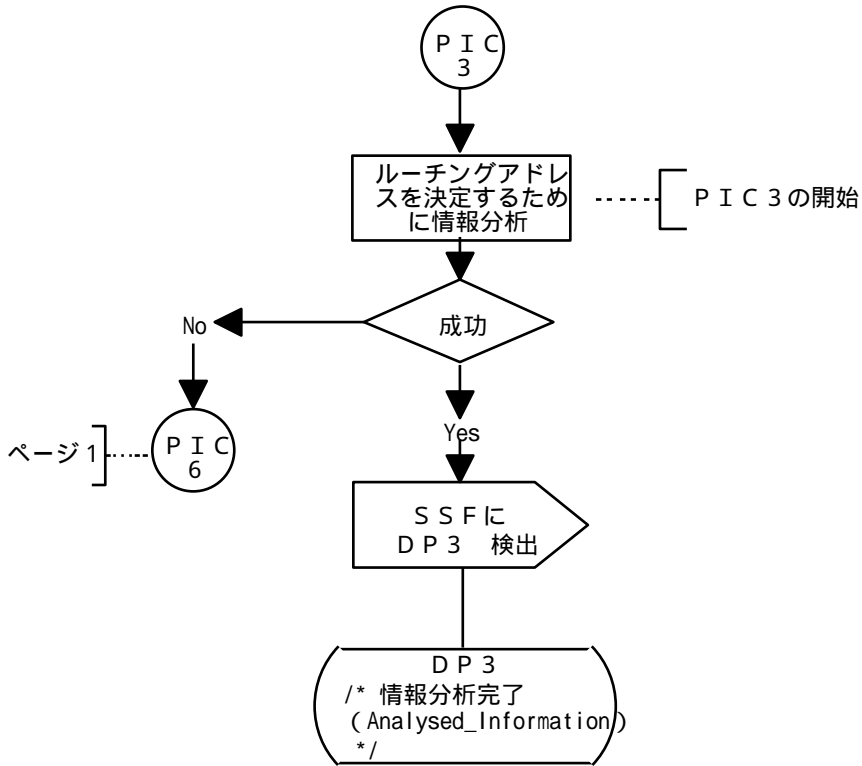 ＰＩＣ
３
ルーチングアドレ
スを決定するため
に情報分析
ＰＩＣ３の開始
成功
No
Yes
ページ１
ＰＩＣ
６
ＳＳＦに
ＤＰ３　検出
ＤＰ３
/* 情報分析完了
（Analysed_Information）
*/